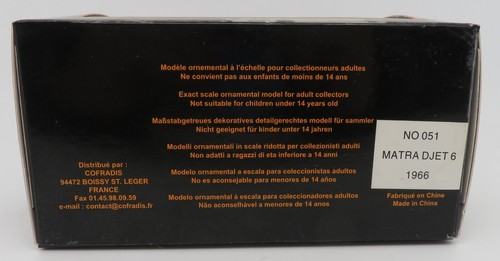 Modèle ornemental à l'échelle pour collectionneurs adultes
Ne convient pas aux enfants de moins de 14 ans
Exact scale ornamental model for adult collectors
Not suitable for children under 14 years old
Maßstabgetreues dekoratives detailgerechtes modell für sammler
Nicht geeignet für kinder unter 14 jahren
Modelli ornamentali in scale ridotta per collezionisti adulti
Non adatti a ragazzi di eta inferiore a 14 anni
Modelo ornamento a escala para colectionistas adultos
No es aconsejable para menores de 14 años
Modelo ornamental à escala para coleccionadores adultos
Não aconselhavel a menores de 14 anos
Distribué par :
COFRADIS
94472 BOISSY ST. LEGER
FRANCE
Fax 01.45.98.09.59
e-mail : contact@cofradis.fr
NO 051
MATRA DJET 6
1966
Fabriqué en Chine
Made in China